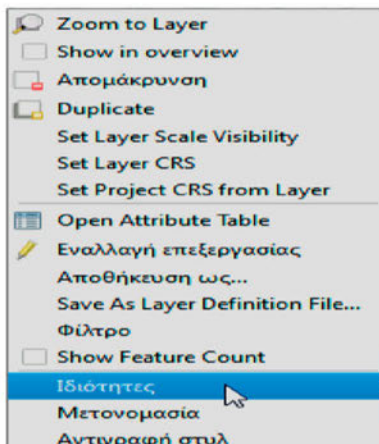 Zoom to Layer
Show in overview
Απομάκρυνση
Duplicate
Set Layer Scale Visibility
Set Layer CRS
Set Project CRS from Layer
Open Attribute Table
Εναλλαγή επεξεργασίας
Αποθήκευση ως...
Save As Layer Definition File...
Φίλτρο
Show Feature Count
Ιδιότητες
Μετονομασία
Αντιγραφή στυλ